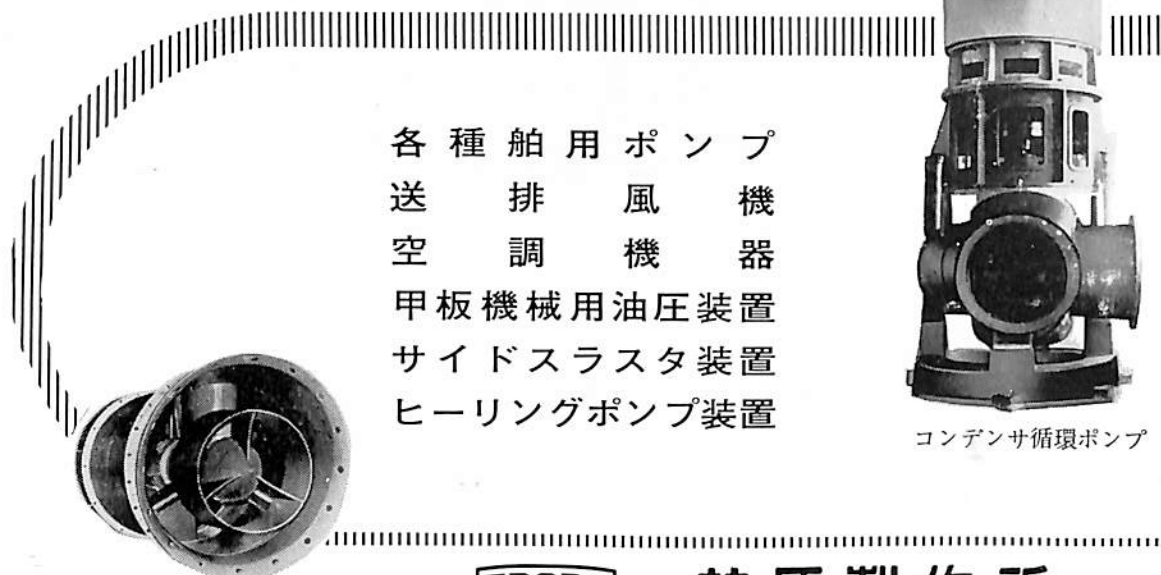 各種舶用ポンプ
送排風機
空調機器
甲板機械用油圧装置
サイドスラスタ装置
ヒーリングポンプ装置
コンデンサ循環ポンプ